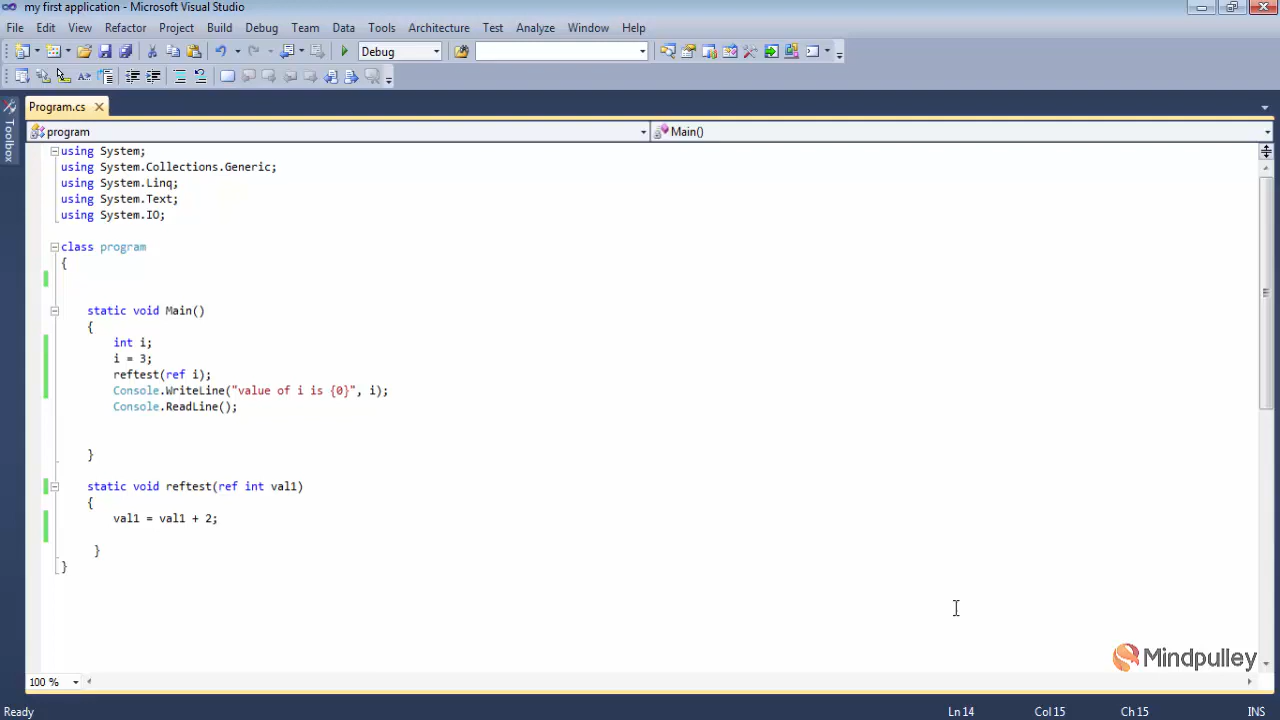 my first application - Microsoft Visual Studio
File Edit View Refactor Project Build Debug Team Data Tools Architecture Test Analyze Window Help
Debug
Program.cs
Toolbox
program Main()
using System;
using System.Collections.Generic;
using System.Linq;
using System.Text;
using System.IO;
class program
{
static void Main()
{
int i;
i = 3;
reftest(ref i);
Console.WriteLine("value of i is {0}", i);
Console.ReadLine();
}
static void reftest(ref int val1)
{
val1 = val1 + 2;
}
}
Mindpulley
100 %
Ready Ln 14 Col 15 Ch 15 INS